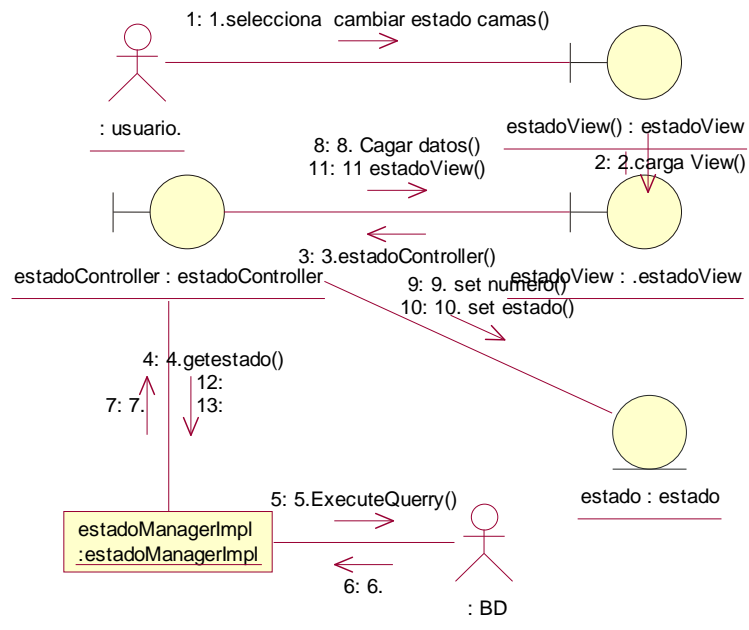 1: 1.selecciona  cambiar estado camas()
: usuario.
estadoView() : estadoView
8: 8. Cagar datos()
11: 11 estadoView()
2: 2.carga View()
3: 3.estadoController()
estadoController : estadoController
estadoView : .estadoView
9: 9. set numero()
10: 10. set estado()
4: 4.getestado()
12:
13:
7: 7.
estado : estado
5: 5.ExecuteQuerry()
estadoManagerImpl
:estadoManagerImpl
6: 6.
: BD